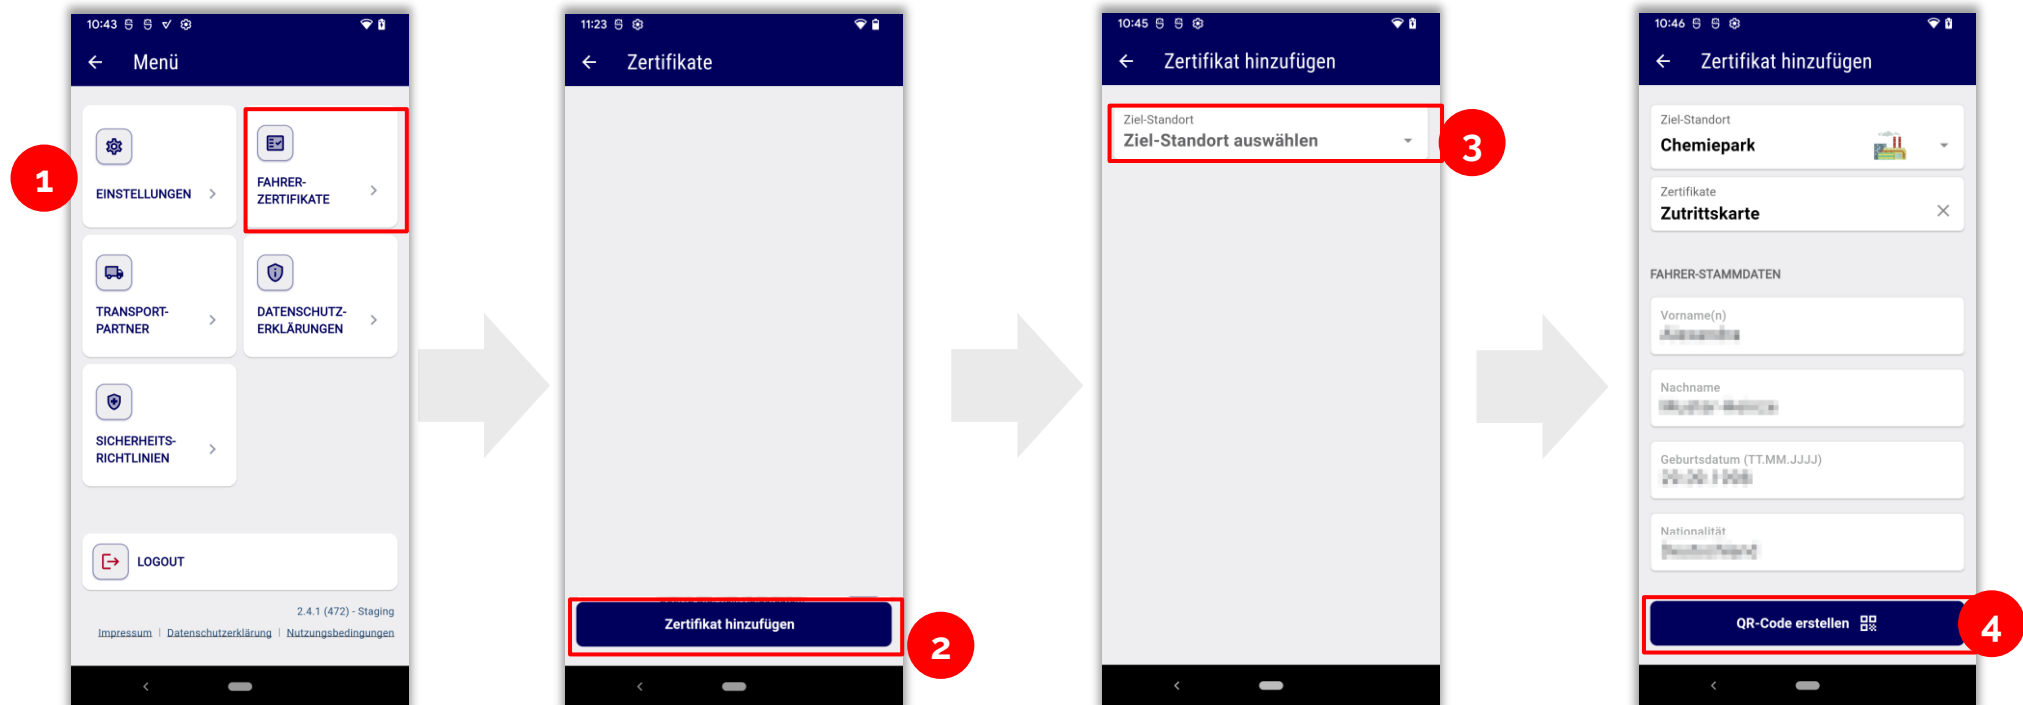 10:43
Menü
1
EINSTELLUNGEN
FAHRER-
ZERTIFIKATE
TRANSPORT-
PARTNER
DATENSCHUTZ-
ERKLÄRUNGEN
SICHERHEITS-
RICHTLINIEN
LOGOUT
2.4.1 (472) - Staging
Impressum | Datenschutzerklärung | Nutzungsbedingungen
11:23
Zertifikate
Zertifikat hinzufügen
2
10:45
Zertifikat hinzufügen
Ziel-Standort
Ziel-Standort auswählen
3
10:46
Zertifikat hinzufügen
Ziel-Standort
Chemiepark
Zertifikate
Zutrittskarte
FAHRER-STAMMDATEN
Vorname(n)
Nachname
Geburtsdatum (TT.MM.JJJJ)
Nationalität
QR-Code erstellen
4